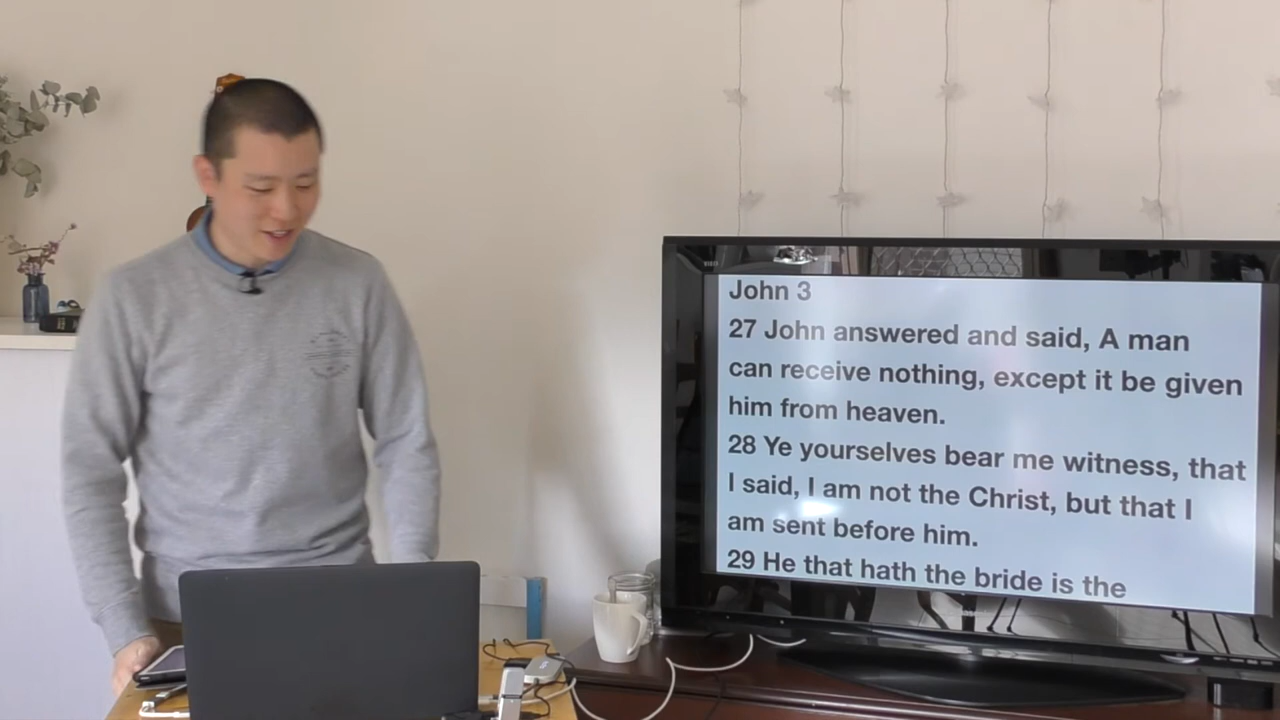 John 3
27 John answered and said, A man
can receive nothing, except it be given
him from heaven.
28 Ye yourselves bear me witness, that
I said, I am not the Christ, but that I
am sent before him.
29 He that hath the bride is the